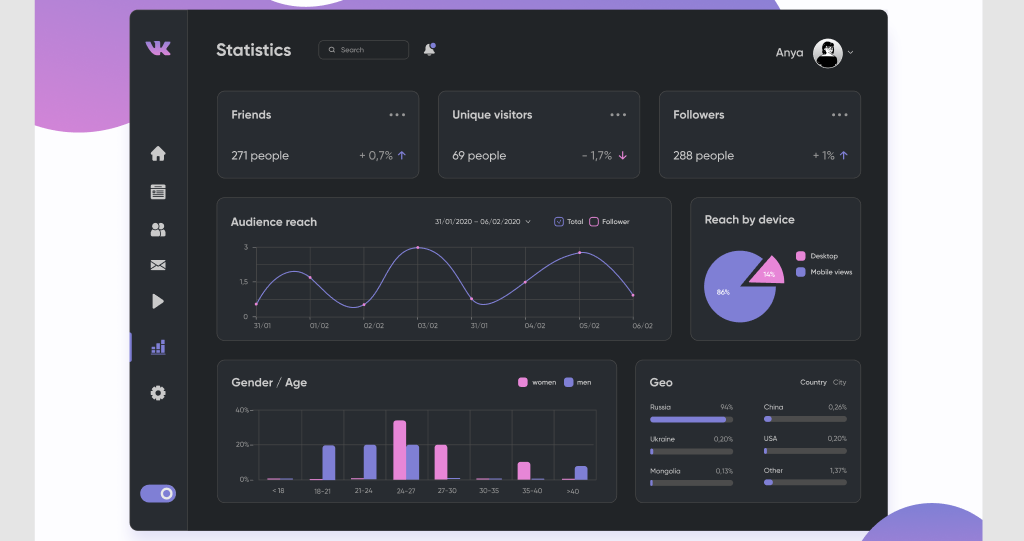 VK
Statistics
Search
Anya
Friends
271 people
+ 0,7%
Unique visitors
69 people
- 1,7%
Followers
288 people
+ 1%
Audience reach
31/01/2020 – 06/02/2020
Total
Follower
3
1,5
0
31/01
01/02
02/02
03/02
31/01
04/02
05/02
06/02
Reach by device
14%
86%
Desktop
Mobile views
Gender / Age
women
men
40%
20%
0%
< 18
18-21
21-24
24-27
27-30
30-35
35-40
>40
Geo
Country City
Russia 94%
China 0,26%
Ukraine 0,20%
USA 0,20%
Mongolia 0,13%
Other 1,37%